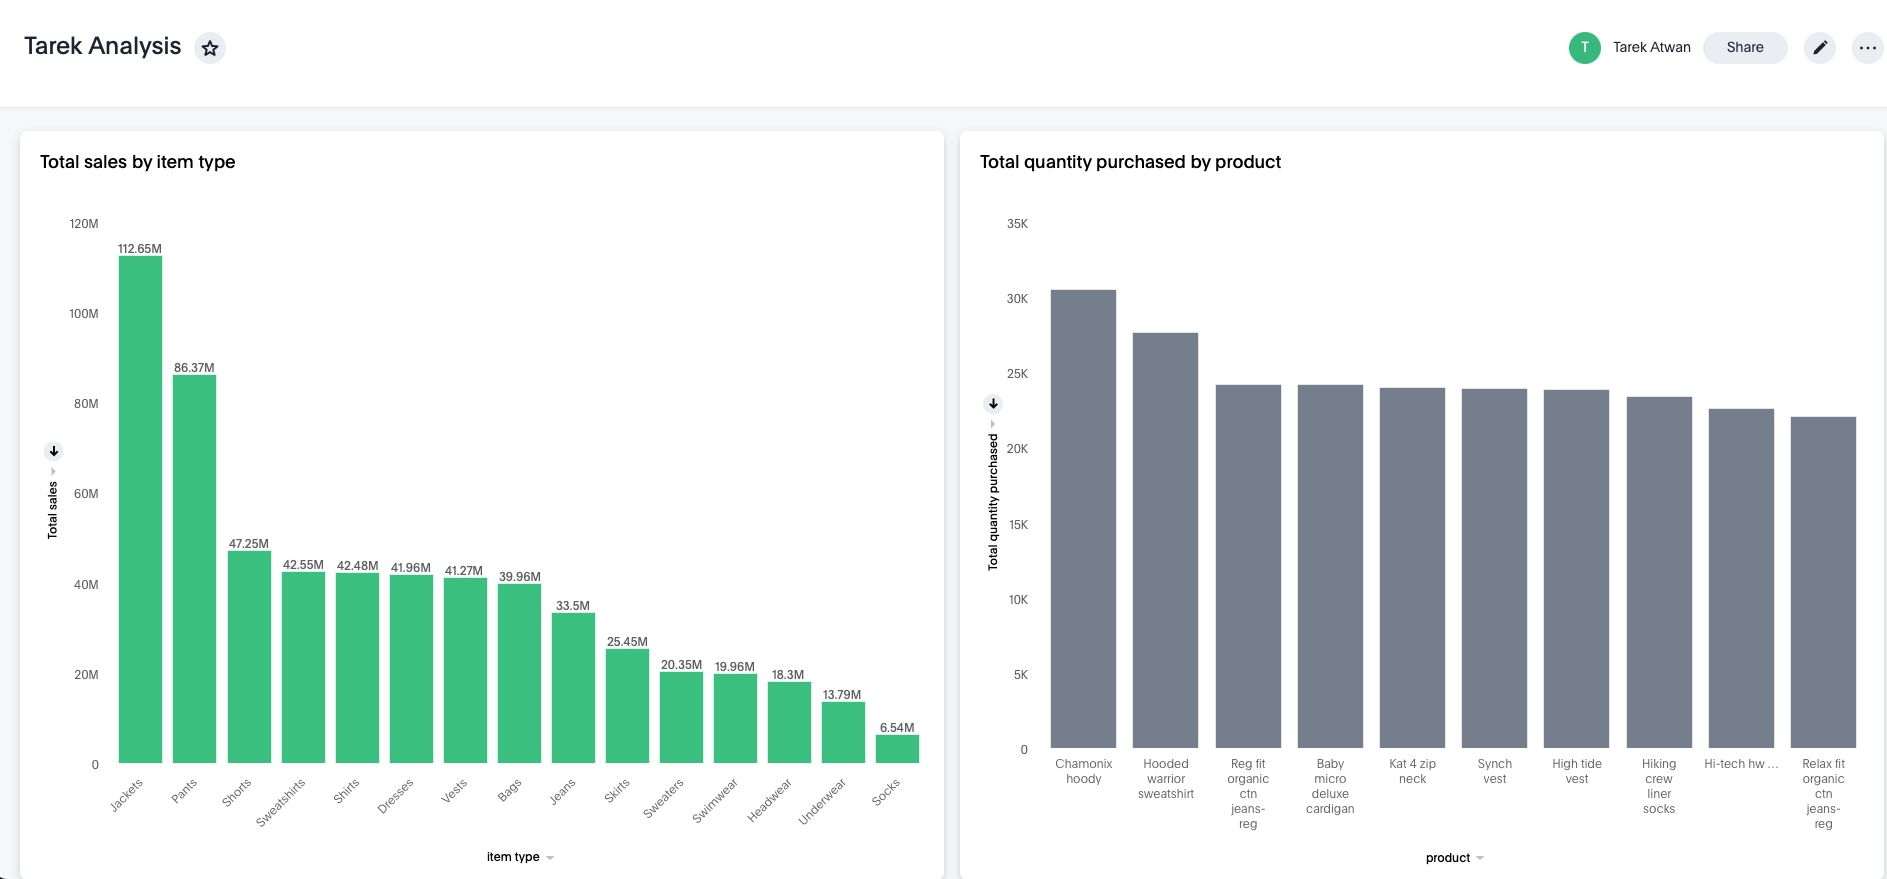 Tarek Analysis
T
Tarek Atwan
Share
Total sales by item type
120M
100M
80M
60M
40M
20M
0
Total sales
112.65M
86.37M
47.25M
42.55M
42.48M
41.96M
41.27M
39.96M
33.5M
25.45M
20.35M
19.96M
18.3M
13.79M
6.54M
Jackets
Pants
Shorts
Sweatshirts
Shirts
Dresses
Vests
Bags
Jeans
Skirts
Sweaters
Swimwear
Headwear
Underwear
Socks
item type
Total quantity purchased by product
35K
30K
25K
20K
15K
10K
5K
0
Total quantity purchased
Chamonix
hoody
Hooded
warrior
sweatshirt
Reg fit
organic
ctn
jeans-
reg
Baby
micro
deluxe
cardigan
Kat 4 zip
neck
Synch
vest
High tide
vest
Hiking
crew
liner
socks
Hi-tech hw ...
Relax fit
organic
ctn
jeans-
reg
product